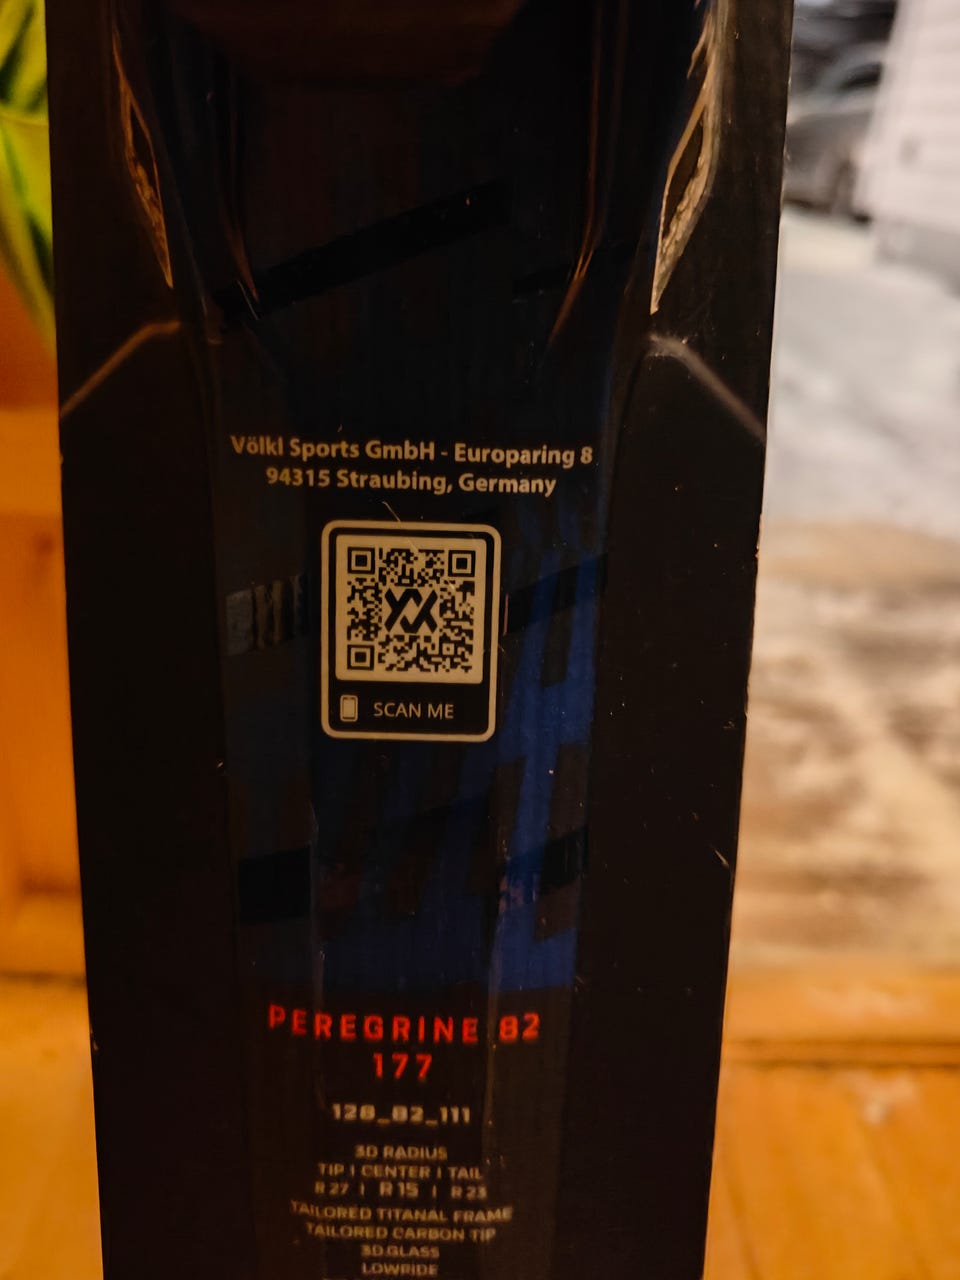 Völkl Sports GmbH - Europaring 8
94315 Straubing, Germany
SCAN ME
PEREGRINE 82
177
128_82_111
3D RADIUS
TIP | CENTER | TAIL
R 27 | R 15 | R 23
TAILORED TITANAL FRAME
TAILORED CARBON TIP
3D.GLASS
LOWRIDE